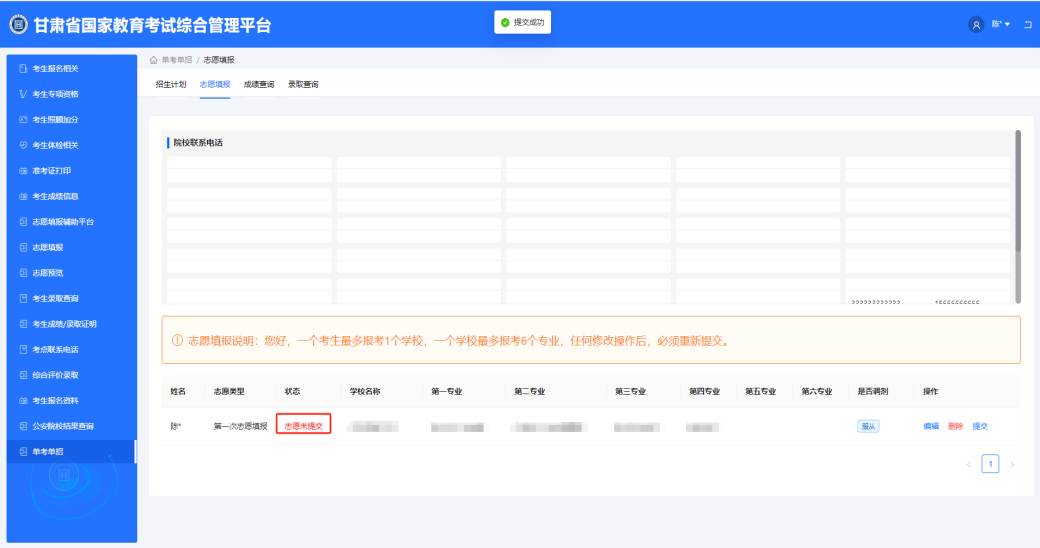 甘肃省国家教育考试综合管理平台
提交成功
陈*
考生报名相关
考生专项资格
考生照顾加分
考生体检相关
准考证打印
考生成绩信息
志愿填报辅助平台
志愿填报
志愿预览
考生录取查询
考生成绩/录取证明
考点联系电话
综合评价录取
考生报名资料
公安院校结果查询
单考单招
单考单招 / 志愿填报
招生计划 志愿填报 成绩查询 录取查询
院校联系电话
志愿填报说明：您好，一个考生最多报考1个学校，一个学校最多报考6个专业，任何修改操作后，必须重新提交。
姓名 志愿类型 状态 学校名称 第一专业 第二专业 第三专业 第四专业 第五专业 第六专业 是否调剂 操作
陈* 第一次志愿填报 志愿未提交 服从 编辑 删除 提交
< 1 >